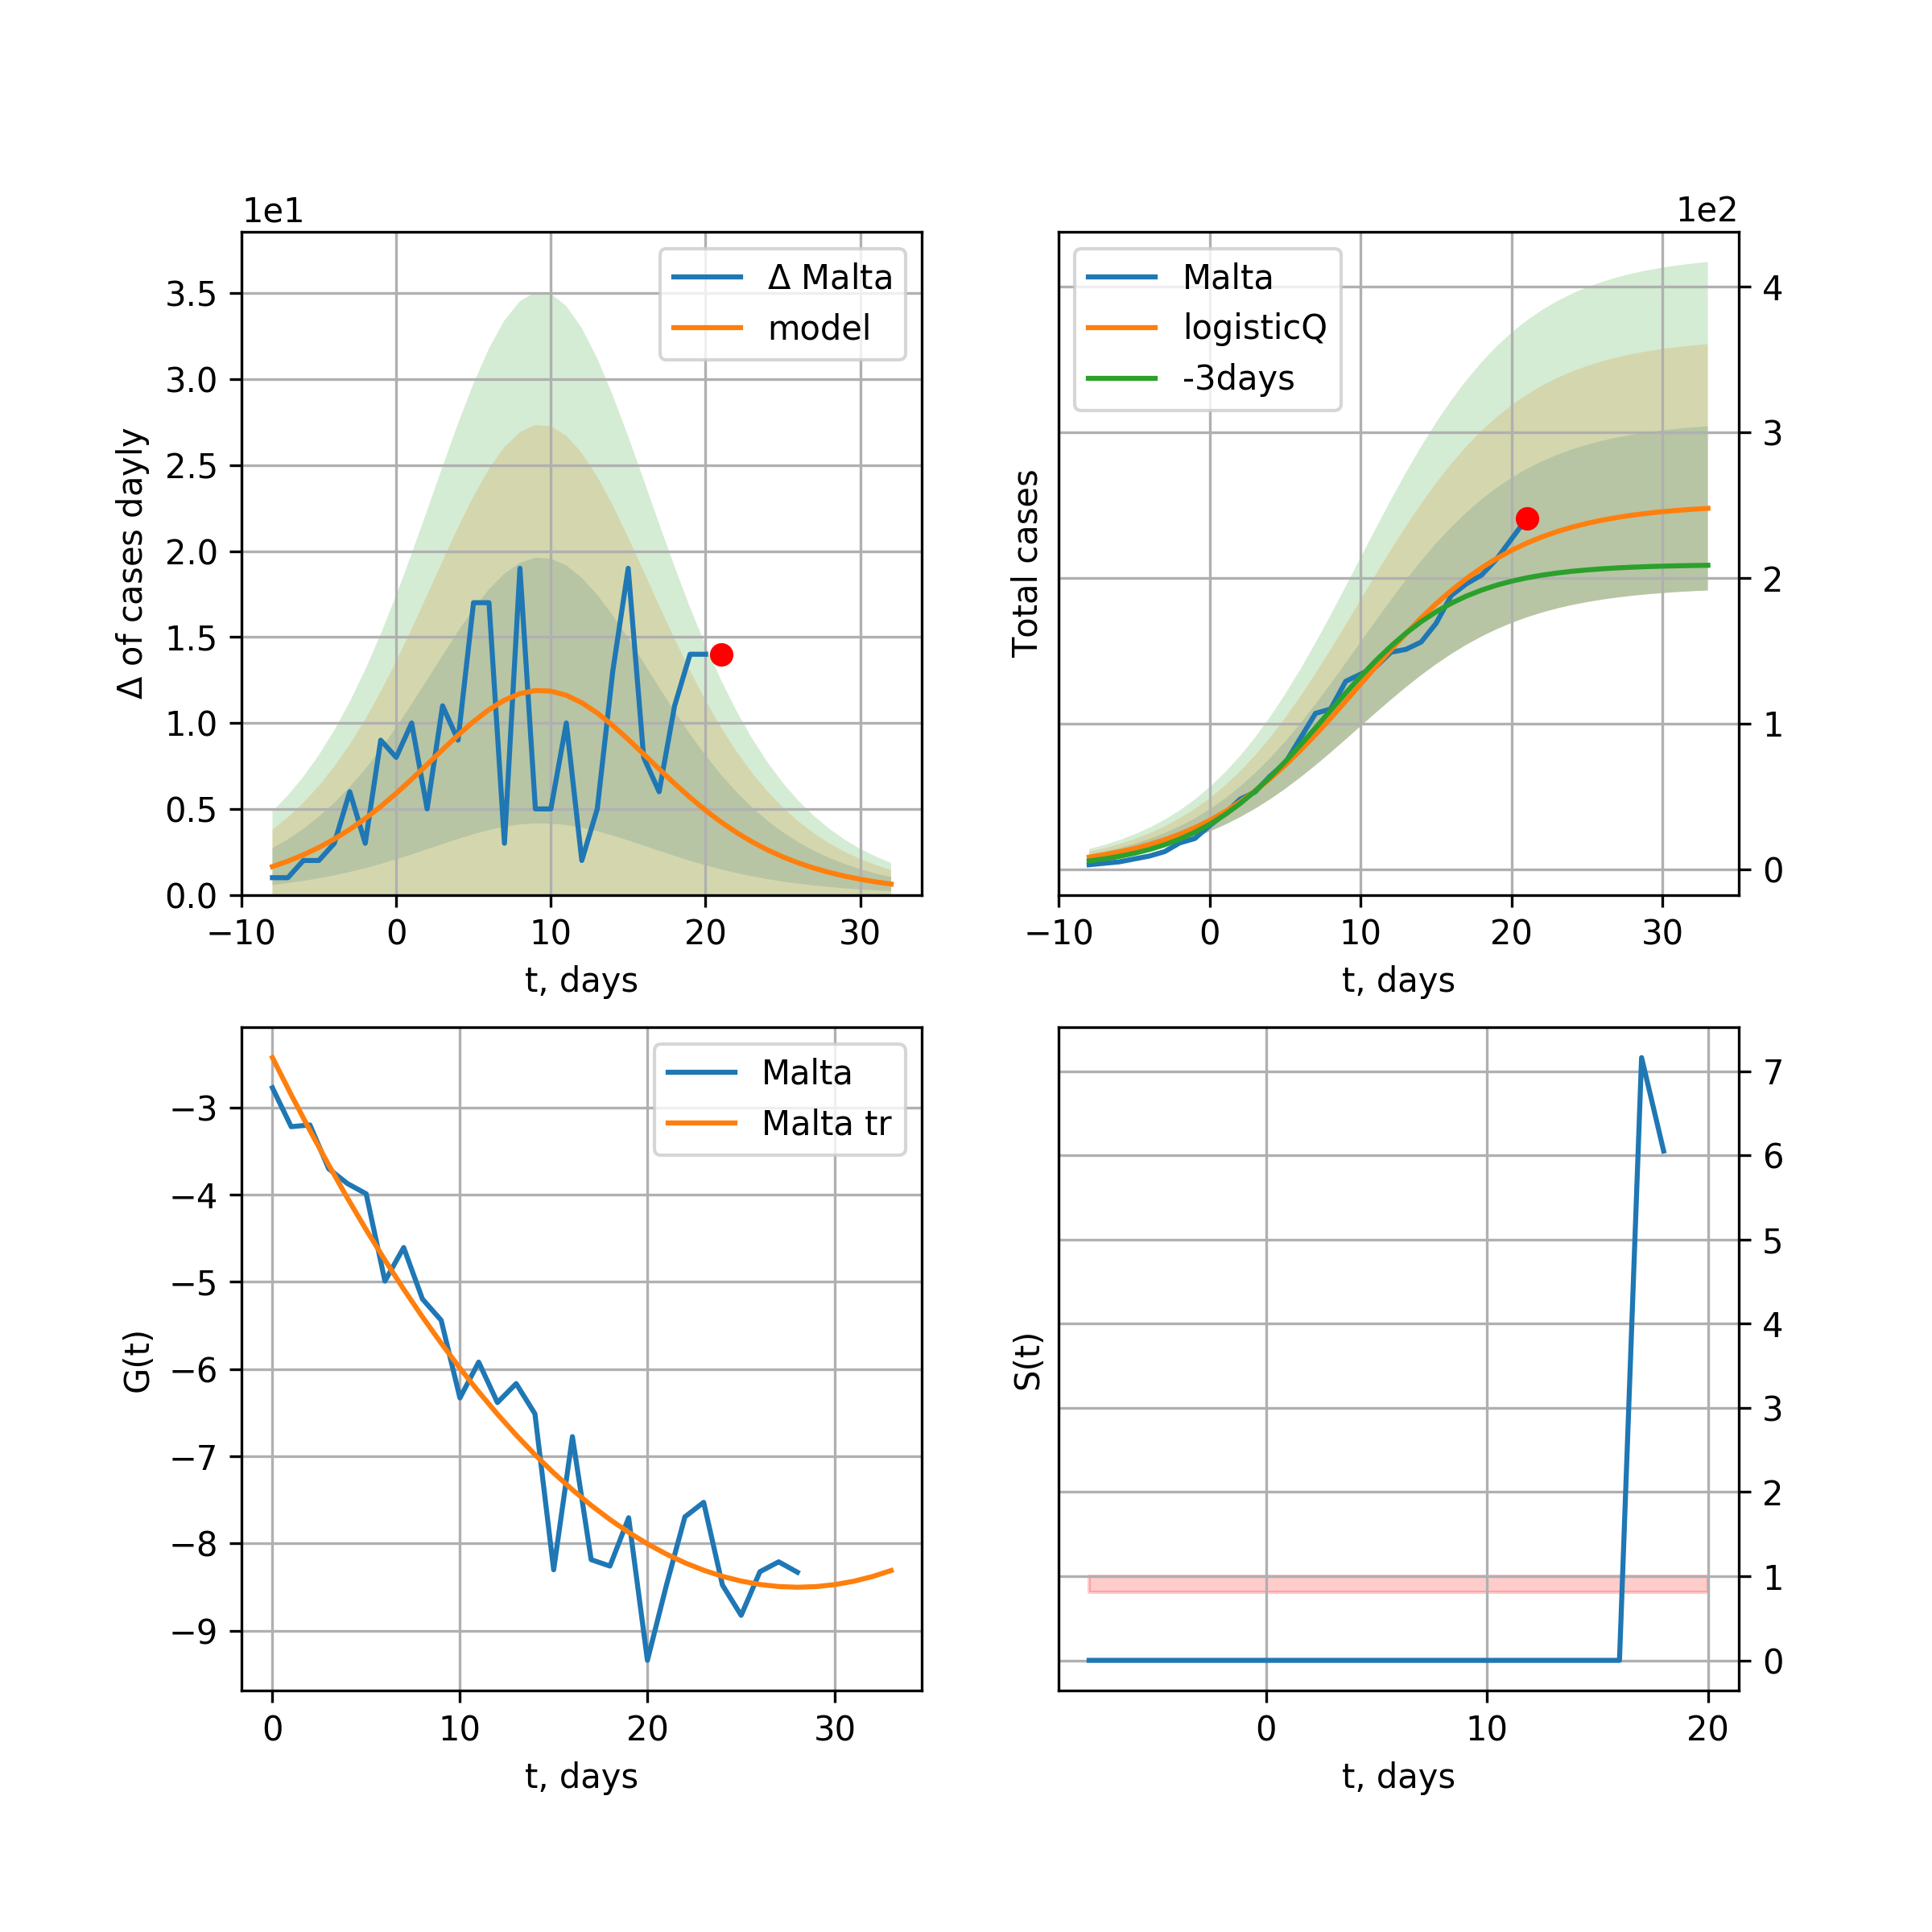 1e1
Δ of cases dayly
3.5
3.0
2.5
2.0
1.5
1.0
0.5
0.0
−10 0 10 20 30
t, days
Δ Malta
model
1e2
Total cases
4
3
2
1
0
−10 0 10 20 30
t, days
Malta
logisticQ
-3days
G(t)
−3
−4
−5
−6
−7
−8
−9
0 10 20 30
t, days
Malta
Malta tr
S(t)
7
6
5
4
3
2
1
0
0 10 20
t, days